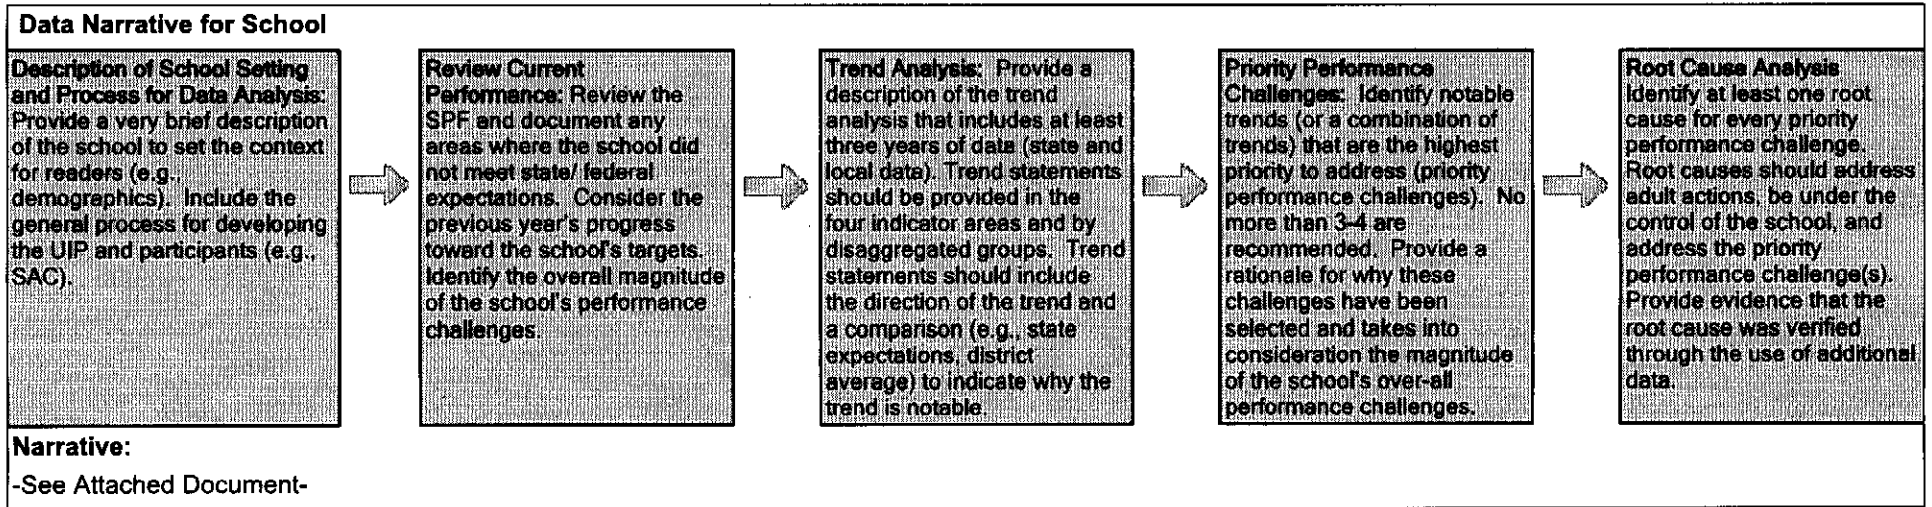 Data Narrative for School
Description of School Setting
and Process for Data Analysis:
Provide a very brief description
of the school to set the context
for readers (e.g.,
demographics). Include the
general process for developing
the UIP and participants (e.g.,
SAC).
Review Current
Performance: Review the
SPF and document any
areas where the school did
not meet state/ federal
expectations. Consider the
previous year's progress
toward the school's targets.
Identify the overall magnitude
of the school's performance
challenges.
Trend Analysis: Provide a
description of the trend
analysis that includes at least
three years of data (state and
local data). Trend statements
should be provided in the
four indicator areas and by
disaggregated groups. Trend
statements should include
the direction of the trend and
a comparison (e.g., state
expectations, district
average) to indicate why the
trend is notable.
Priority Performance
Challenges: Identify notable
trends (or a combination of
trends) that are the highest
priority to address (priority
performance challenges). No
more than 3-4 are
recommended. Provide a
rationale for why these
challenges have been
selected and takes into
consideration the magnitude
of the school's over-all
performance challenges.
Root Cause Analysis
Identify at least one root
cause for every priority
performance challenge.
Root causes should address
adult actions, be under the
control of the school, and
address the priority
performance challenge(s).
Provide evidence that the
root cause was verified
through the use of additional
data.
Narrative:
-See Attached Document-